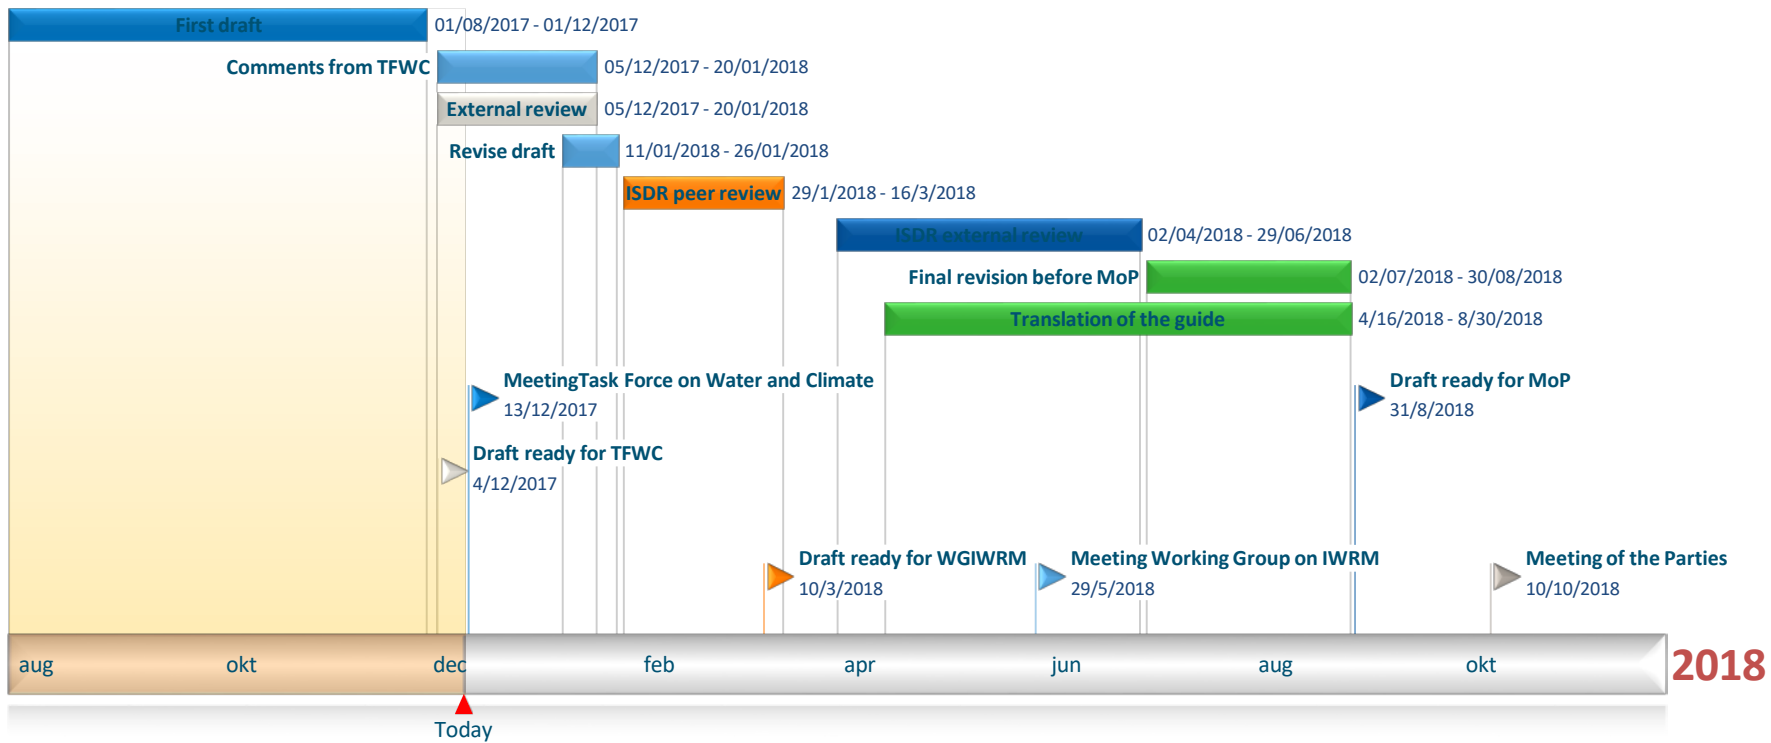 First draft 01/08/2017 - 01/12/2017
Comments from TFWC 05/12/2017 - 20/01/2018
External review 05/12/2017 - 20/01/2018
Revise draft 11/01/2018 - 26/01/2018
ISDR peer review 29/1/2018 - 16/3/2018
ISDR external review 02/04/2018 - 29/06/2018
Final revision before MoP 02/07/2018 - 30/08/2018
Translation of the guide 4/16/2018 - 8/30/2018
MeetingTask Force on Water and Climate
13/12/2017
Draft ready for MoP
31/8/2018
Draft ready for TFWC
4/12/2017
Draft ready for WGIWRM
10/3/2018
Meeting Working Group on IWRM
29/5/2018
Meeting of the Parties
10/10/2018
aug okt dec feb apr jun aug okt 2018
Today